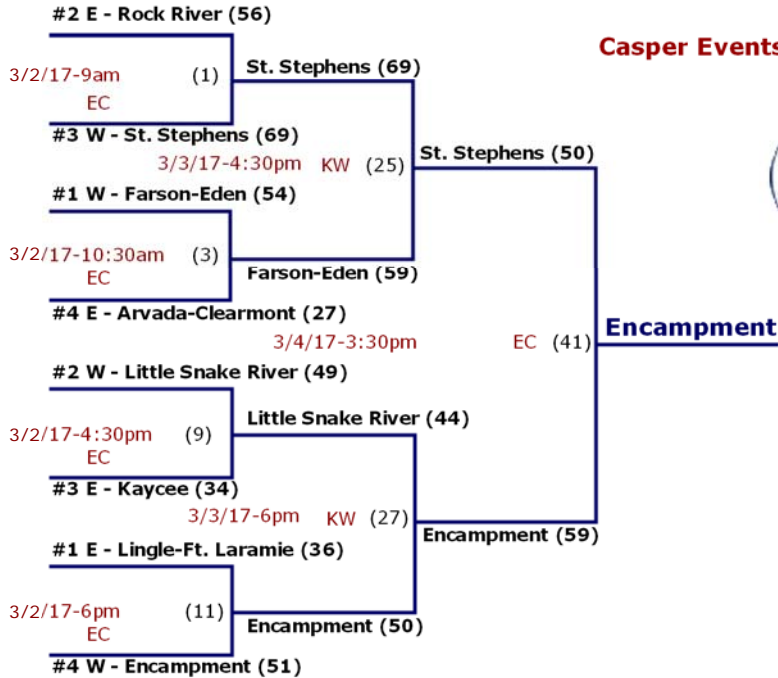 #2 E - Rock River (56)
Casper Events
St. Stephens (69)
3/2/17-9am (1)
EC
#3 W - St. Stephens (69)
St. Stephens (50)
3/3/17-4:30pm KW (25)
#1 W - Farson-Eden (54)
3/2/17-10:30am (3)
EC
Farson-Eden (59)
#4 E - Arvada-Clearmont (27)
Encampment
3/4/17-3:30pm EC (41)
#2 W - Little Snake River (49)
Little Snake River (44)
3/2/17-4:30pm (9)
EC
#3 E - Kaycee (34)
3/3/17-6pm KW (27)
Encampment (59)
#1 E - Lingle-Ft. Laramie (36)
3/2/17-6pm (11)
EC
Encampment (50)
#4 W - Encampment (51)